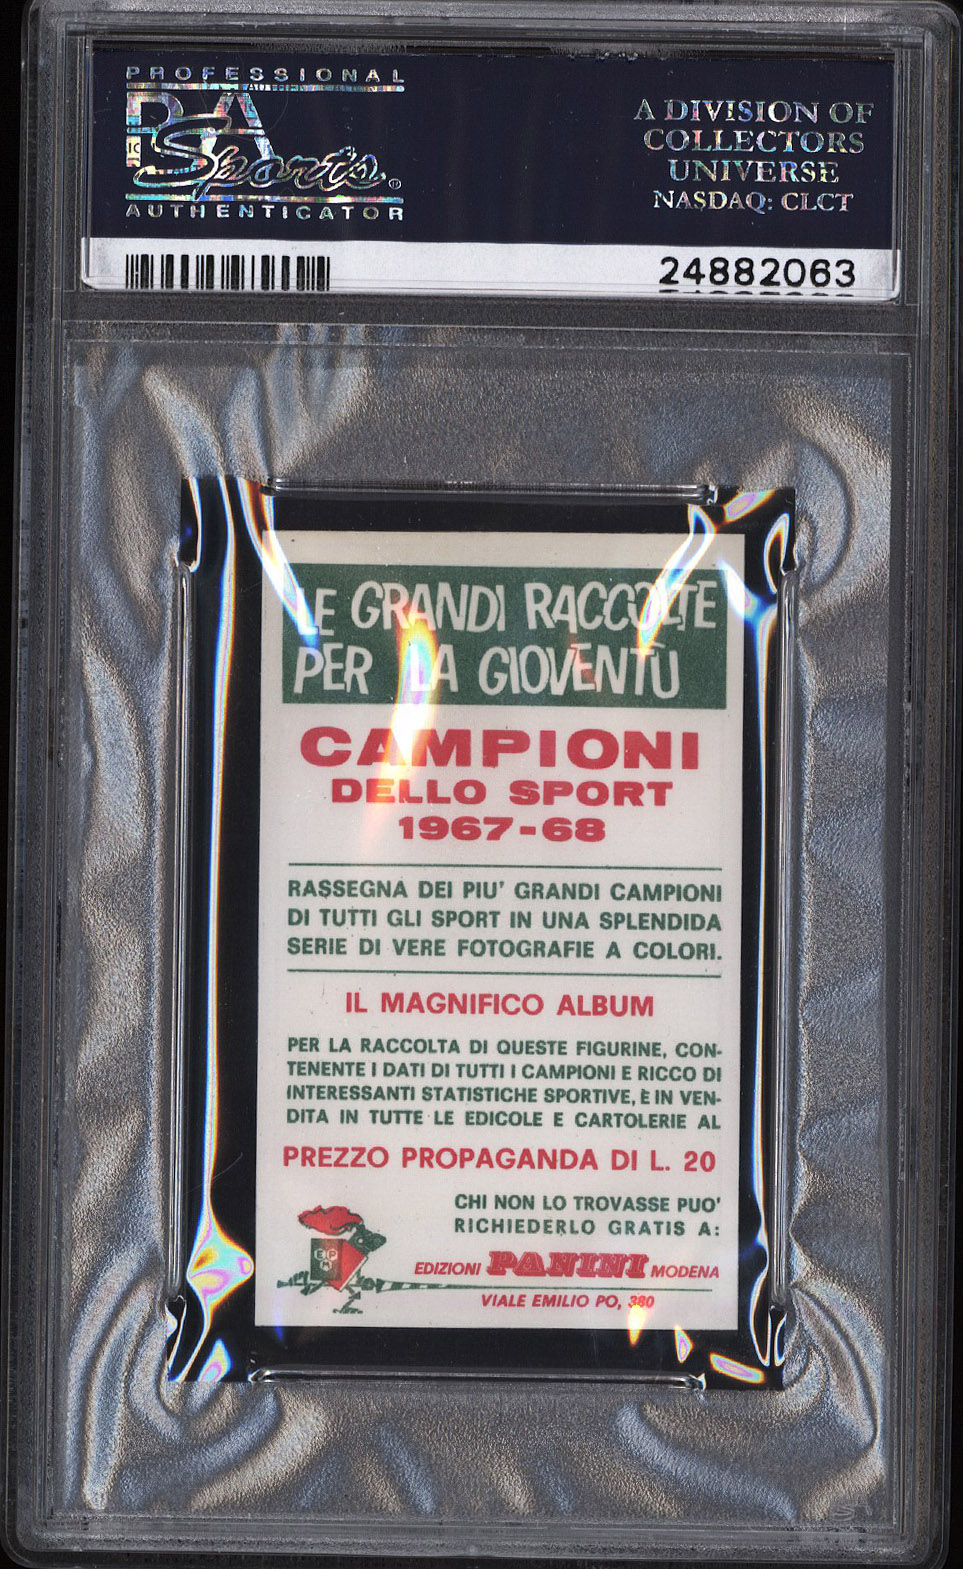 PROFESSIONAL
PSA
Sports®
AUTHENTICATOR
A DIVISION OF
COLLECTORS
UNIVERSE
NASDAQ: CLCT
24882063
LE GRANDI RACCOLTE
PER LA GIOVENTÙ
CAMPIONI
DELLO SPORT
1967-68
RASSEGNA DEI PIU' GRANDI CAMPIONI
DI TUTTI GLI SPORT IN UNA SPLENDIDA
SERIE DI VERE FOTOGRAFIE A COLORI.
IL MAGNIFICO ALBUM
PER LA RACCOLTA DI QUESTE FIGURINE, CON-
TENENTE I DATI DI TUTTI I CAMPIONI E RICCO DI
INTERESSANTI STATISTICHE SPORTIVE, È IN VEN-
DITA IN TUTTE LE EDICOLE E CARTOLERIE AL
PREZZO PROPAGANDA DI L. 20
CHI NON LO TROVASSE PUO'
RICHIEDERLO GRATIS A:
EPM
EDIZIONI PANINI MODENA
VIALE EMILIO PO, 380